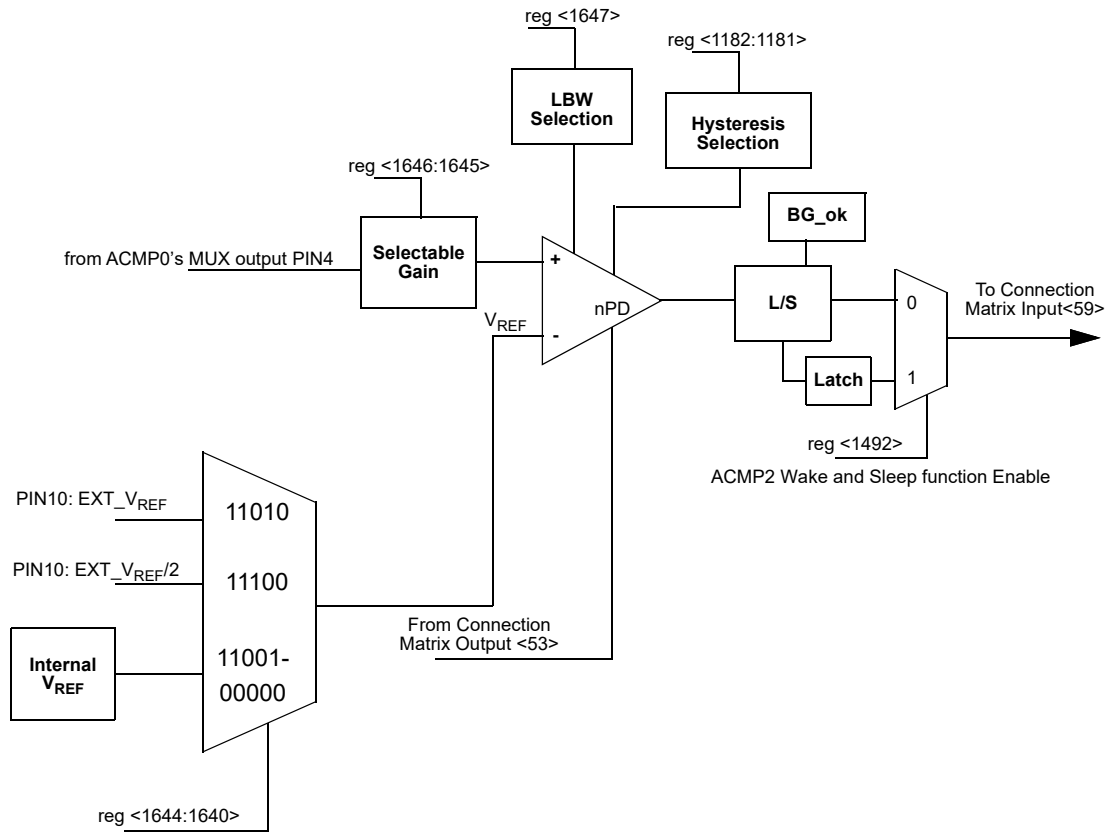 reg <1647>
reg <1182:1181>
LBW
Selection
Hysteresis
Selection
reg <1646:1645>
BG_ok
from ACMP0's MUX output PIN4
Selectable
Gain
+
L/S
0
To Connection
Matrix Input<59>
nPD
VREF
-
Latch
1
reg <1492>
ACMP2 Wake and Sleep function Enable
PIN10: EXT_VREF
11010
PIN10: EXT_VREF/2
11100
From Connection
Matrix Output <53>
Internal
VREF
11001-
00000
reg <1644:1640>